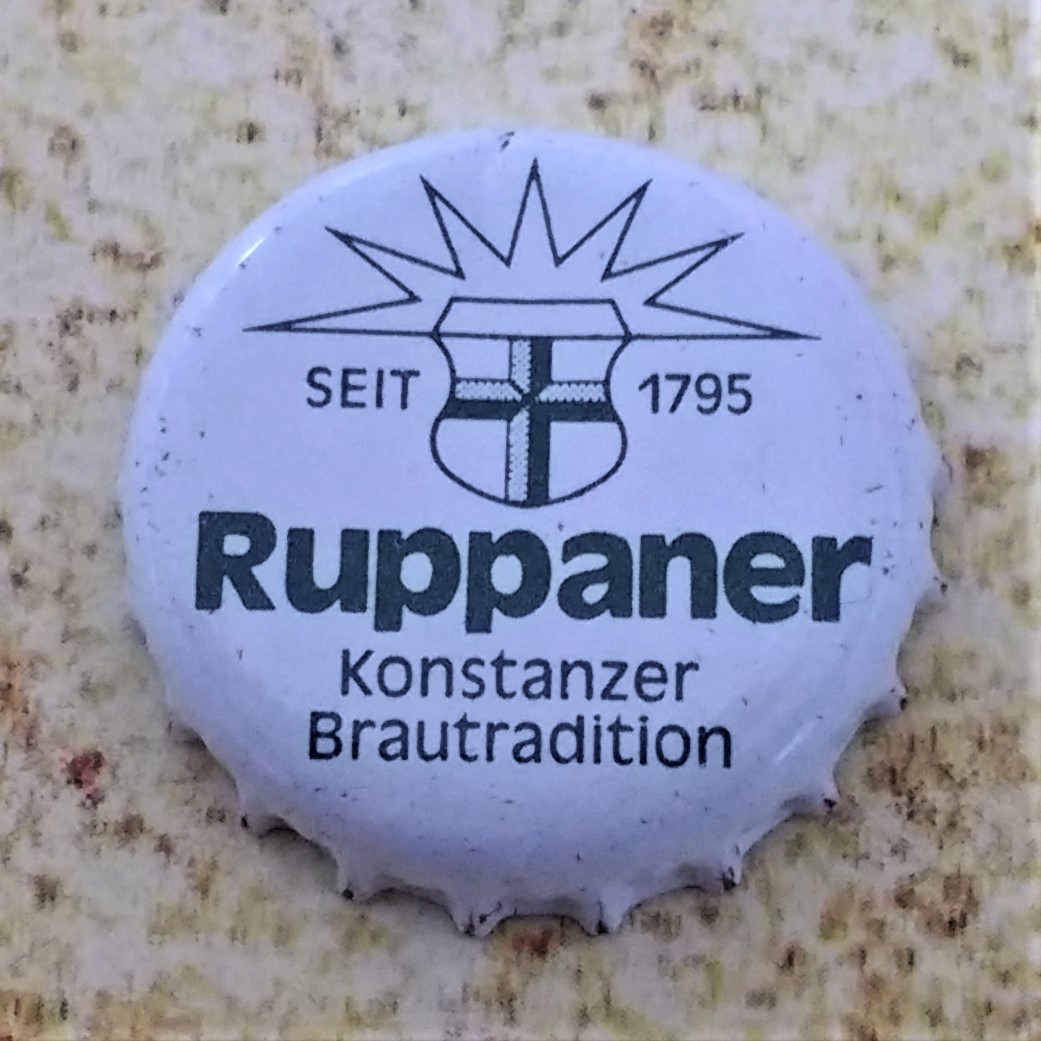 SEIT 1795
Ruppaner
Konstanzer
Brautradition